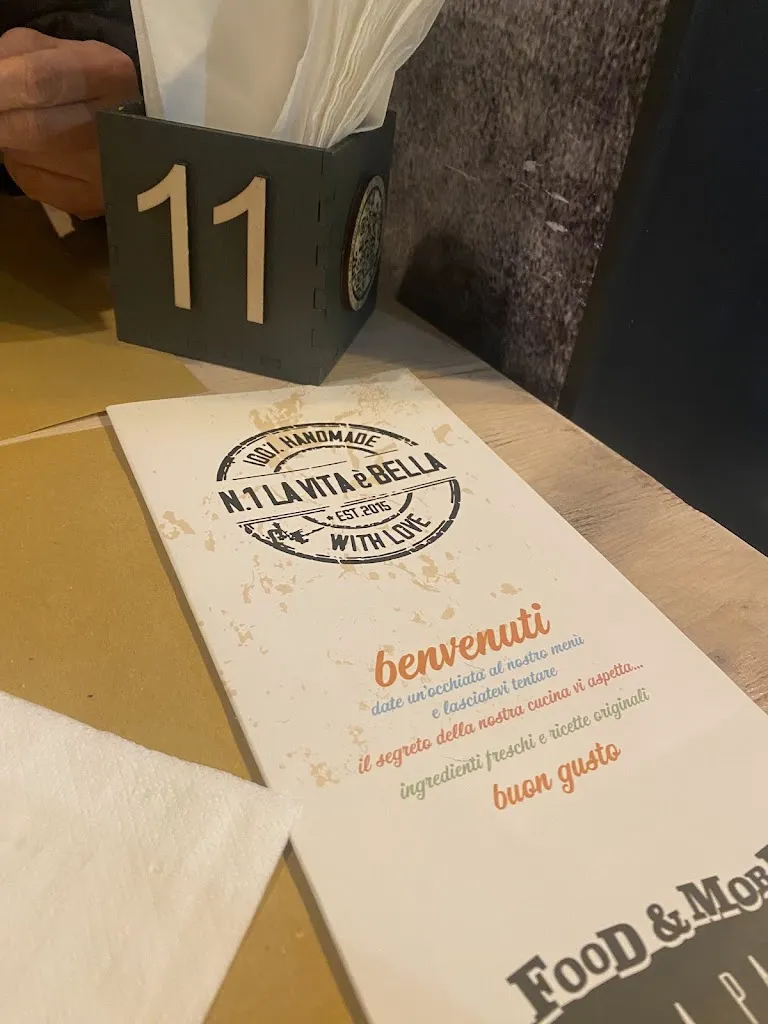 11
100% HANDMADE
N.1 LA VITA è BELLA
EST. 2015
WITH LOVE
benvenuti
date un'occhiata al nostro menù
e lasciatevi tentare
il segreto della nostra cucina vi aspetta...
ingredienti freschi e ricette originali
buon gusto
FOOD &